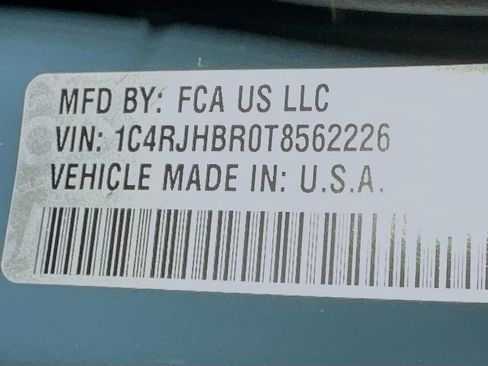 MFD BY: FCA US LLC
VIN: 1C4RJHBR0T8562226
VEHICLE MADE IN: U.S.A.